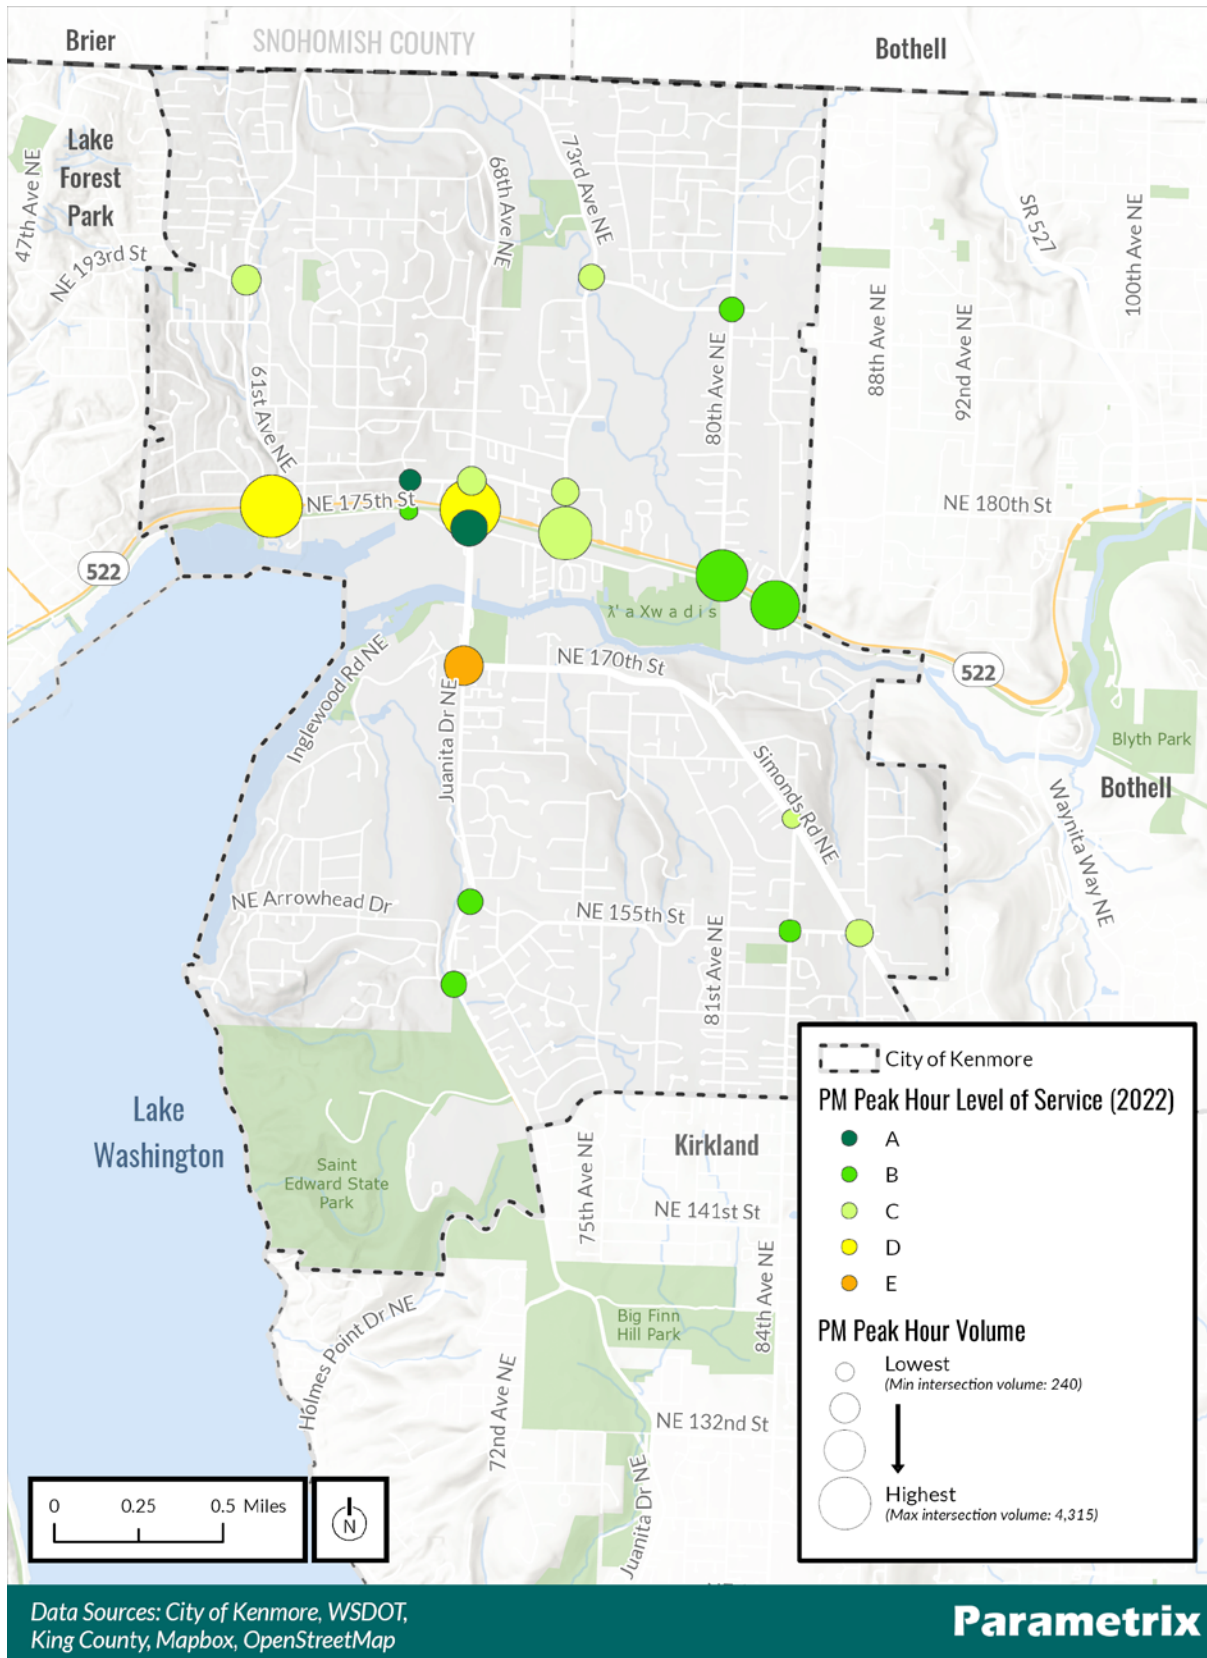 Brier
SNOHOMISH COUNTY
Bothell
Lake
Forest
Park
47th Ave NE
NE 193rd St
68th Ave NE
73rd Ave NE
SR 527
100th Ave NE
88th Ave NE
92nd Ave NE
80th Ave NE
61st Ave NE
NE 175th St
NE 180th St
522
ƛ' a Xw a d i s
Inglewood Rd NE
NE 170th St
522
Juanita Dr NE
Simonds Rd NE
Blyth Park
Bothell
Waynita Way NE
NE Arrowhead Dr
NE 155th St
81st Ave NE
Lake
Washington
Saint
Edward State
Park
Kirkland
75th Ave NE
NE 141st St
84th Ave NE
Big Finn
Hill Park
Holmes Point Dr NE
72nd Ave NE
NE 132nd St
Juanita Dr NE
City of Kenmore
PM Peak Hour Level of Service (2022)
A
B
C
D
E
PM Peak Hour Volume
Lowest
(Min intersection volume: 240)
Highest
(Max intersection volume: 4,315)
0 0.25 0.5 Miles
N
Data Sources: City of Kenmore, WSDOT,
King County, Mapbox, OpenStreetMap
Parametrix